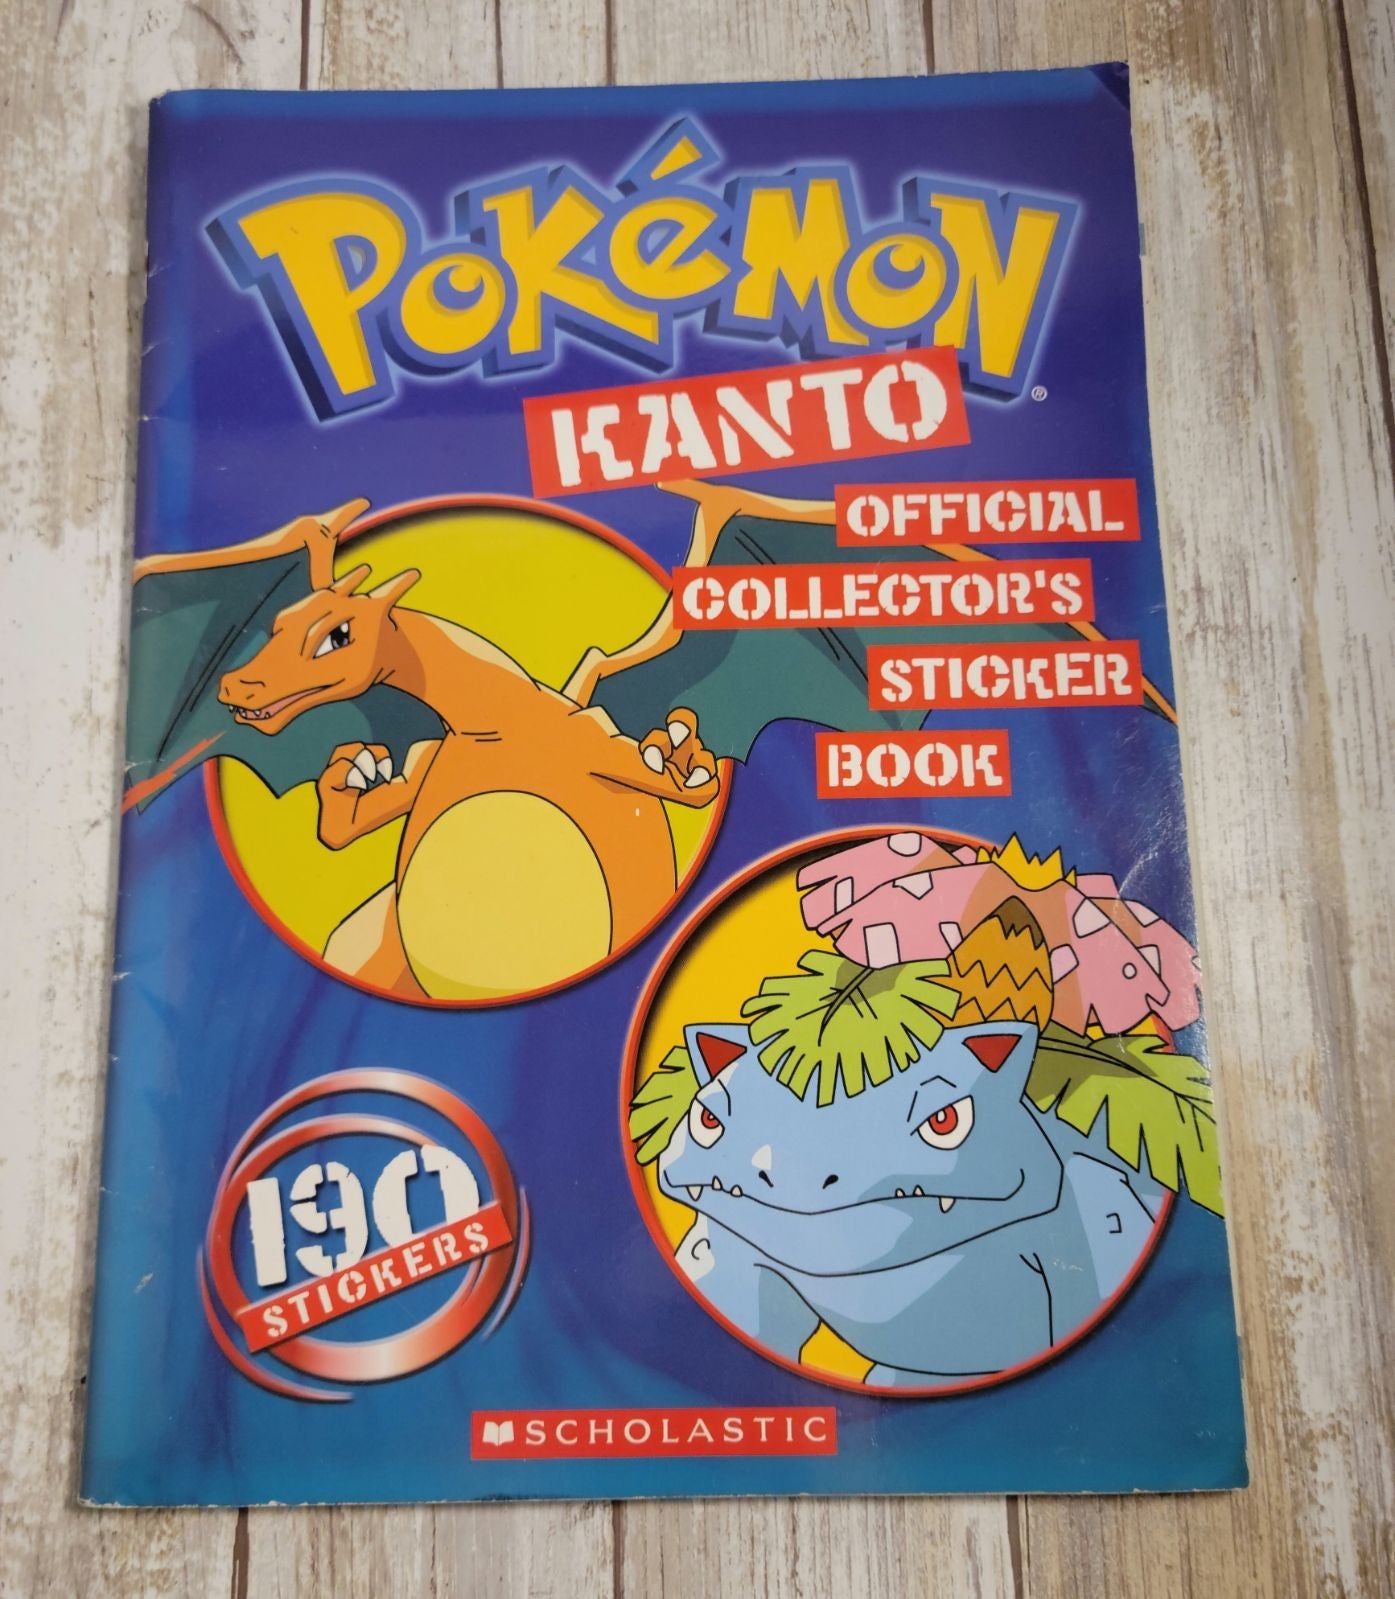 POKéMON
®
KANTO
OFFICIAL
COLLECTOR'S
STICKER
BOOK
190
STICKERS
SCHOLASTIC